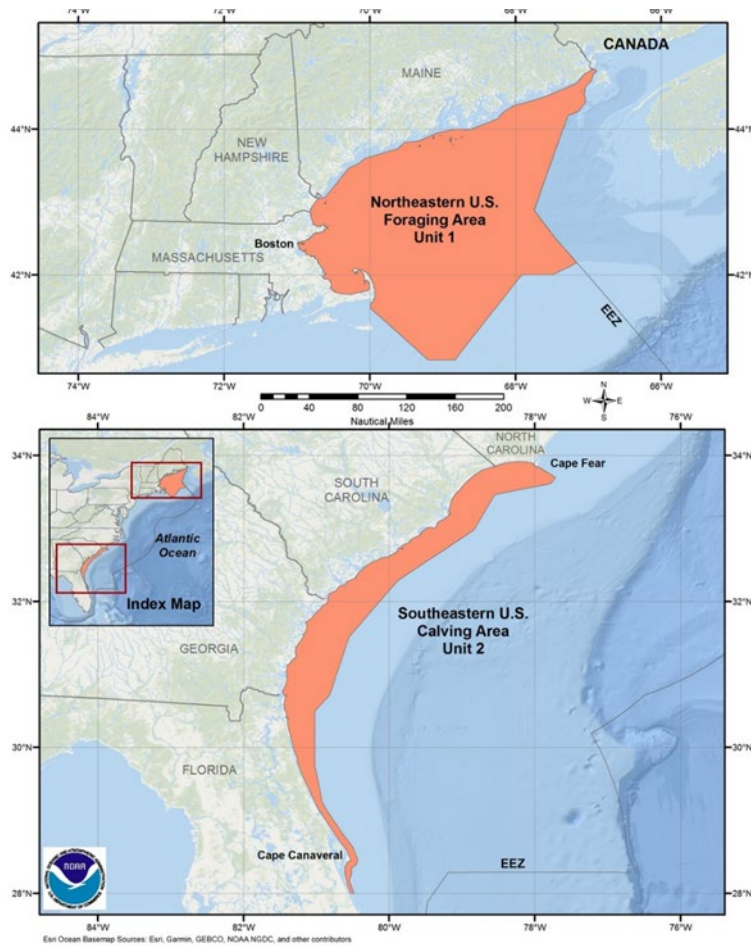 74°W 72°W 70°W 68°W 66°W
CANADA
MAINE
44°N 44°N
NEW
HAMPSHIRE
Northeastern U.S.
Foraging Area
Unit 1
Boston
MASSACHUSETTS
42°N 42°N
EEZ
74°W 72°W 70°W 68°W 66°W
0 40 80 120 160 200
Nautical Miles
N
W E
S
84°W 82°W 80°W 78°W 76°W
34°N 34°N
NORTH
CAROLINA
Cape Fear
SOUTH
CAROLINA
Atlantic
Ocean
Index Map
32°N 32°N
Southeastern U.S.
Calving Area
Unit 2
GEORGIA
30°N 30°N
FLORIDA
Cape Canaveral
EEZ
28°N 28°N
NOAA
84°W 82°W 80°W 78°W 76°W
Esri Ocean Basemap Sources: Esri, Garmin, GEBCO, NOAA NGDC, and other contributors